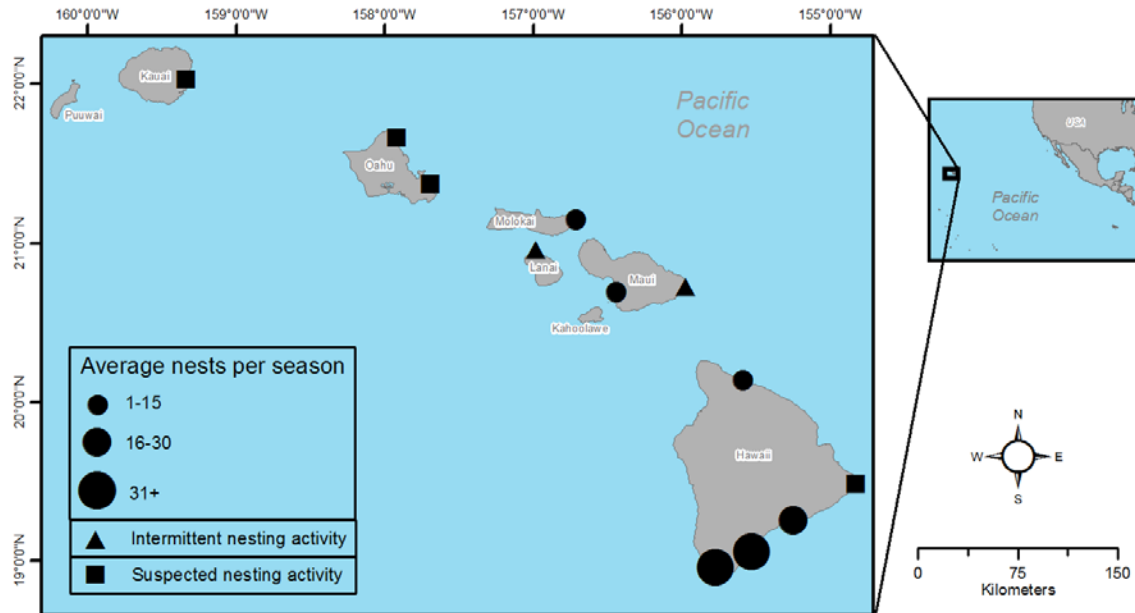 160°0'0"W
159°0'0"W
158°0'0"W
157°0'0"W
156°0'0"W
155°0'0"W
22°0'0"N
21°0'0"N
20°0'0"N
19°0'0"N
Kauai
Puuwai
Oahu
Molokai
Lanai
Maui
Kahoolawe
Hawaii
Pacific
Ocean
Average nests per season
1-15
16-30
31+
Intermittent nesting activity
Suspected nesting activity
USA
Pacific
Ocean
N
W
E
S
0
75
150
Kilometers